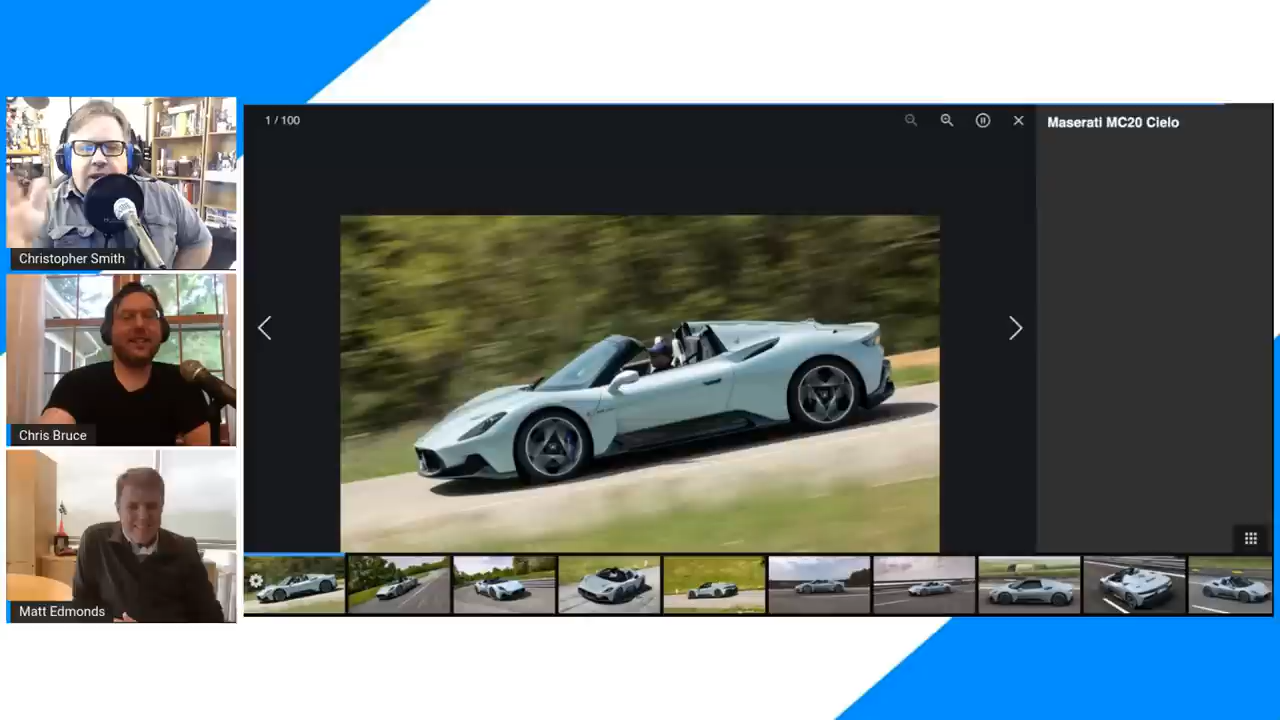 1 / 100
Maserati MC20 Cielo
Christopher Smith
Chris Bruce
Matt Edmonds